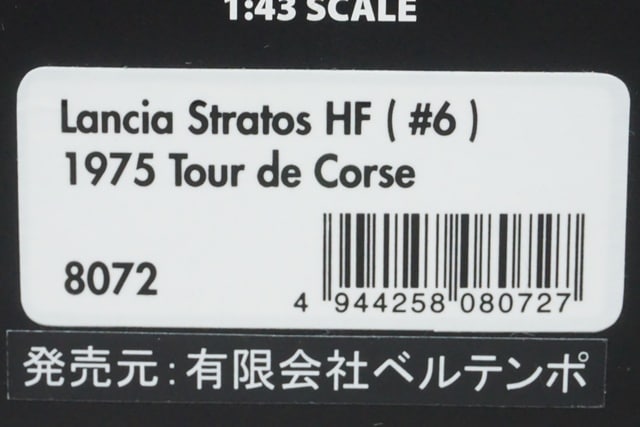 1:43 SCALE
Lancia Stratos HF ( #6 )
1975 Tour de Corse
8072
4 944258 080727
発売元:有限会社ベルテンポ